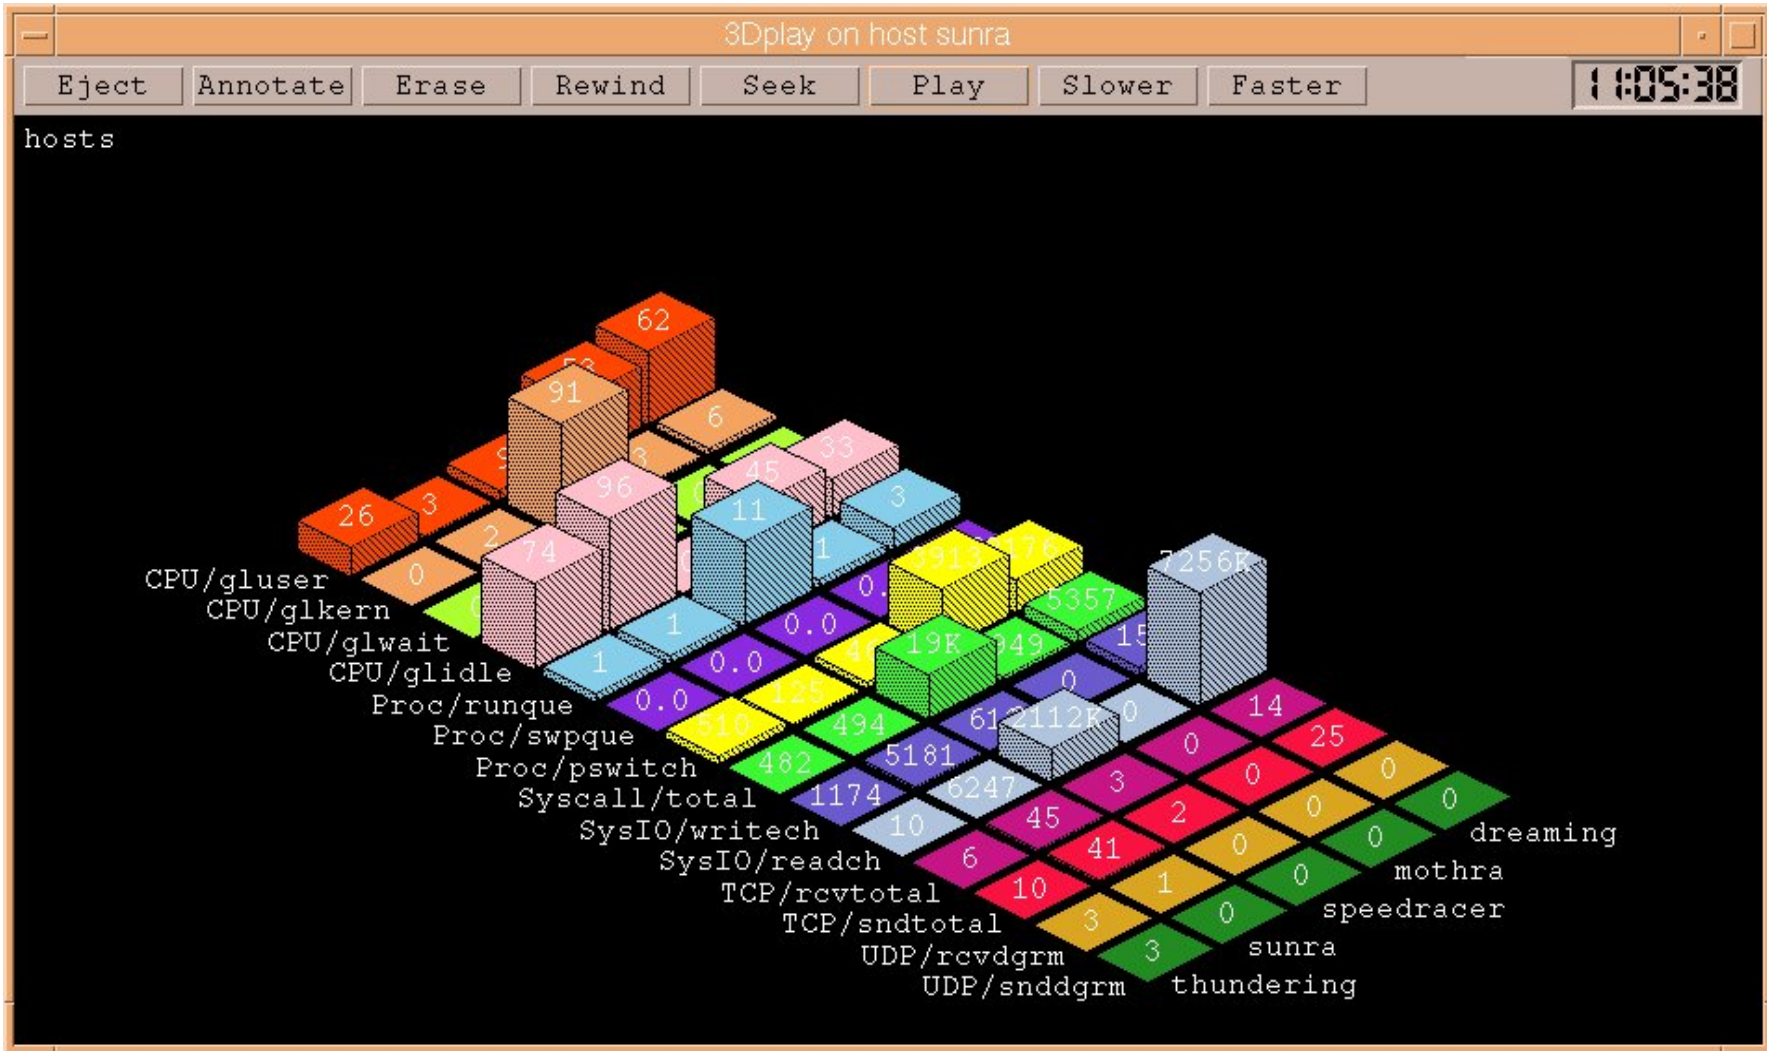 3Dplay on host sunra
Eject Annotate Erase Rewind Seek Play Slower Faster 11:05:38
hosts
62
91
6
33
45
26 3 96 11 3
2 74 1 3913 7256K
0 5357
1 0.0 19K
1 0.0 0
0.0 125 2112K 0 14
510 494 0 25
482 5181 3 0 0
1174 6247 2 0 0
10 45 0 0
6 41 0
10 1 0
3 0
3
CPU/gluser
CPU/glkern
CPU/glwait
CPU/glidle
Proc/runque
Proc/swpque
Proc/pswitch
Syscall/total
SysIO/writech
SysIO/readch
TCP/rcvtotal
TCP/sndtotal
UDP/rcvdgrm
UDP/snddgrm
dreaming
mothra
speedracer
sunra
thundering